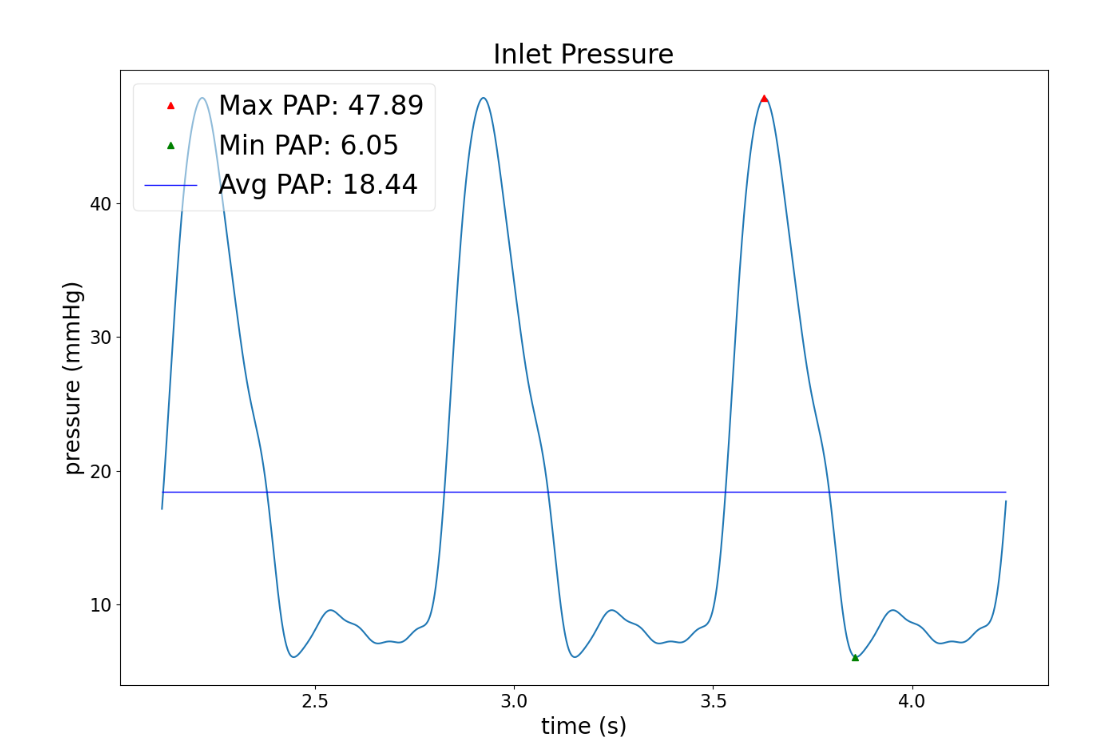 Inlet Pressure
Max PAP: 47.89
Min PAP: 6.05
Avg PAP: 18.44
pressure (mmHg)
40
30
20
10
2.5 3.0 3.5 4.0
time (s)